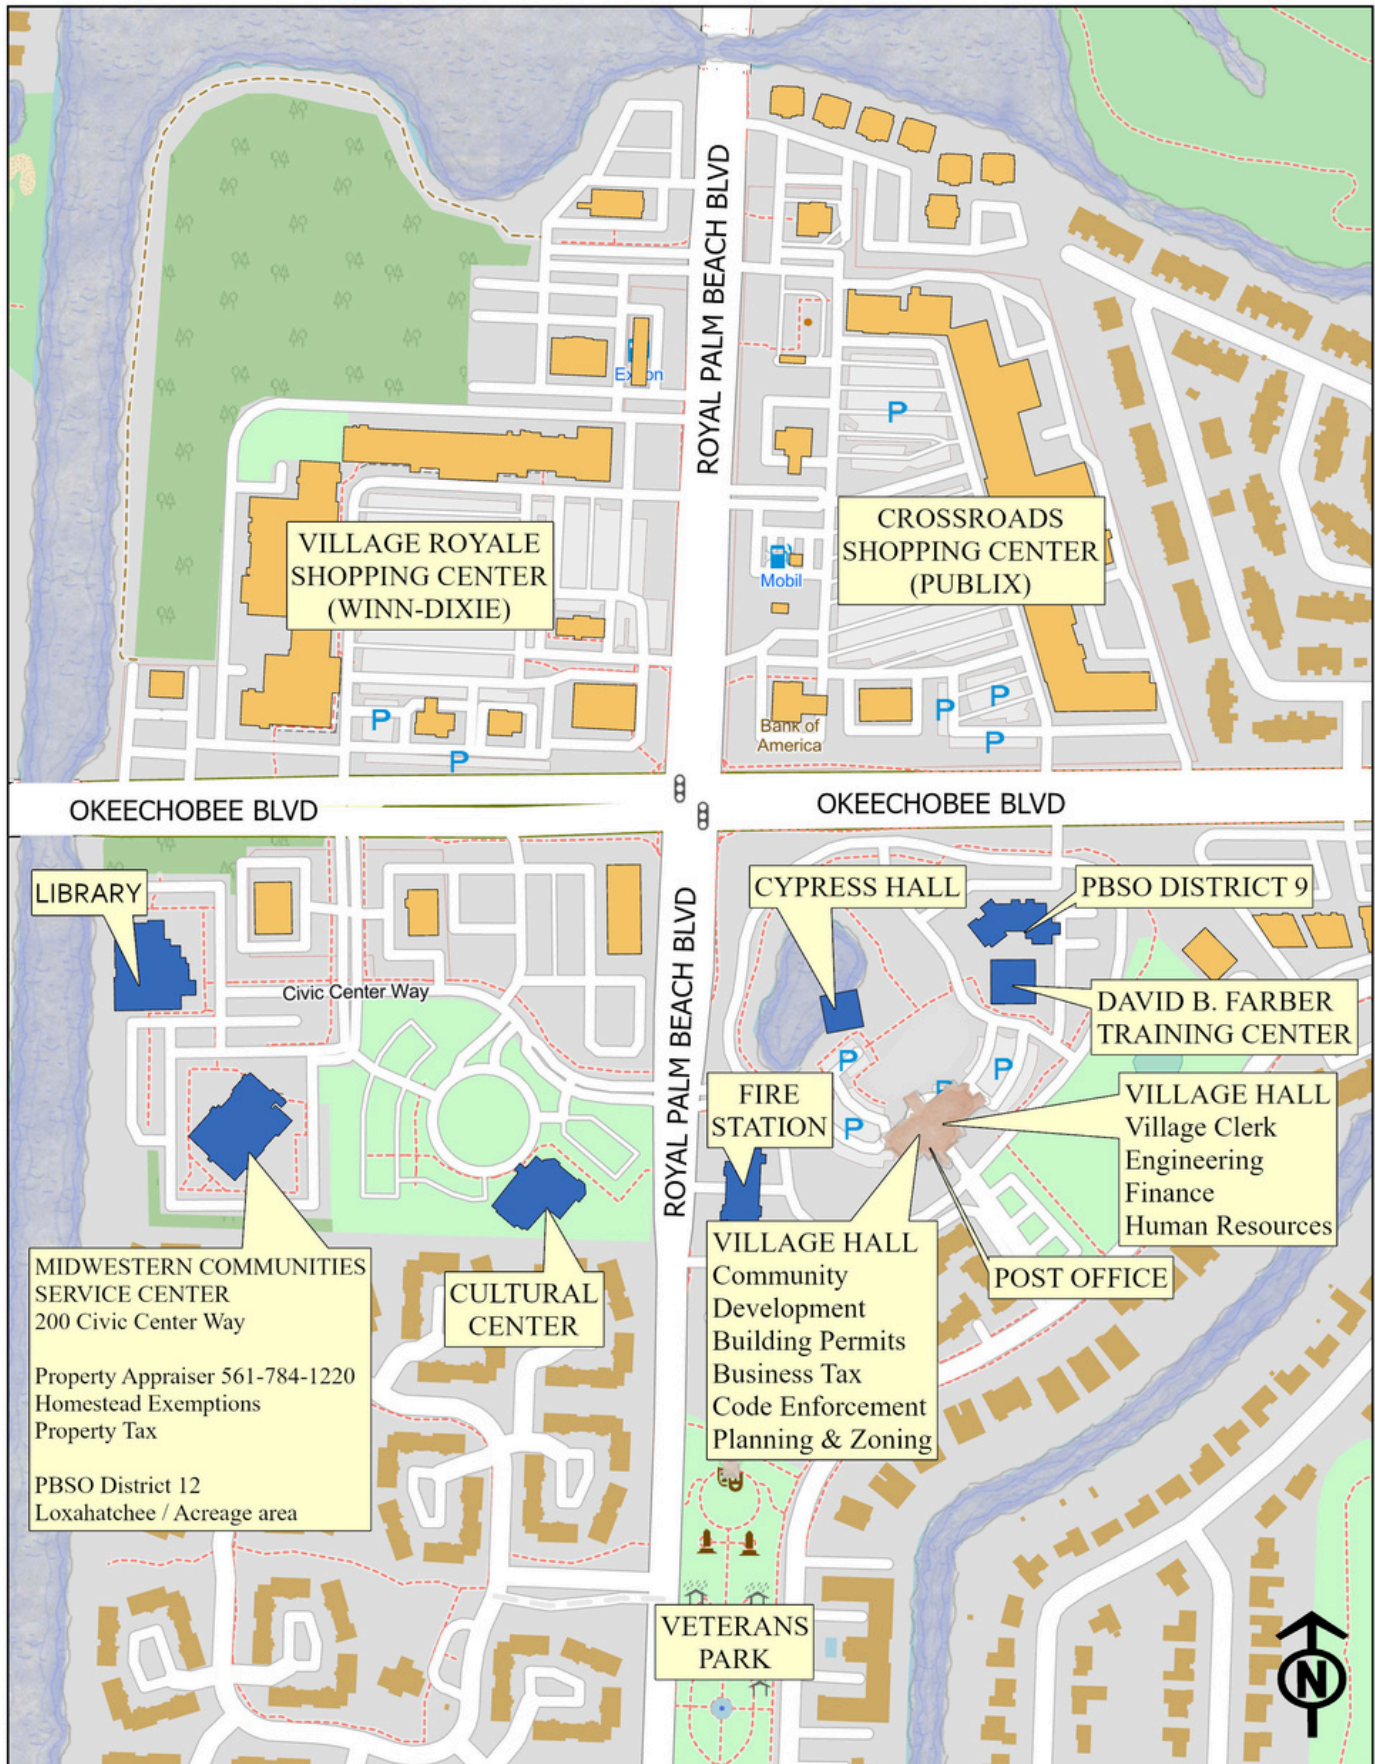 ROYAL PALM BEACH BLVD
Exxon
P
VILLAGE ROYALE
SHOPPING CENTER
(WINN-DIXIE)
CROSSROADS
SHOPPING CENTER
(PUBLIX)
Mobil
P
P
P
P
P
Bank of
America
OKEECHOBEE BLVD
OKEECHOBEE BLVD
LIBRARY
CYPRESS HALL
PBSO DISTRICT 9
ROYAL PALM BEACH BLVD
Civic Center Way
DAVID B. FARBER
TRAINING CENTER
P
P
P
P
FIRE
STATION
VILLAGE HALL
Village Clerk
Engineering
Finance
Human Resources
VILLAGE HALL
Community
Development
Building Permits
Business Tax
Code Enforcement
Planning & Zoning
POST OFFICE
MIDWESTERN COMMUNITIES
SERVICE CENTER
200 Civic Center Way
Property Appraiser 561-784-1220
Homestead Exemptions
Property Tax
PBSO District 12
Loxahatchee / Acreage area
CULTURAL
CENTER
VETERANS
PARK
N